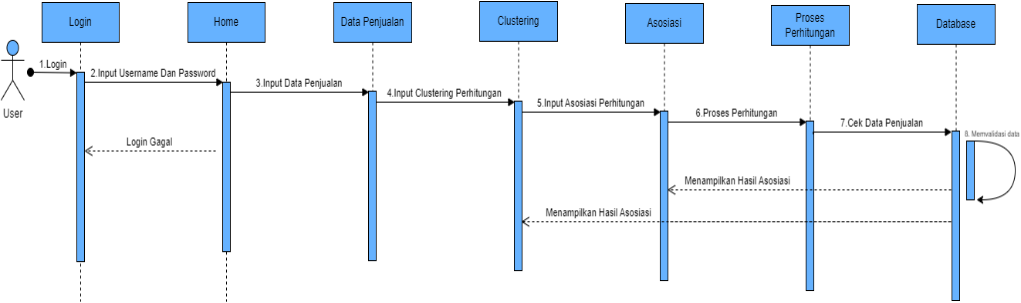 Login
Home
Data Penjualan
Clustering
Asosiasi
Proses
Perhitungan
Database
User
1.Login
2.Input Username Dan Password
3.Input Data Penjualan
4.Input Clustering Perhitungan
5.Input Asosiasi Perhitungan
6.Proses Perhitungan
7.Cek Data Penjualan
8. Memvalidasi data
Login Gagal
Menampilkan Hasil Asosiasi
Menampilkan Hasil Asosiasi